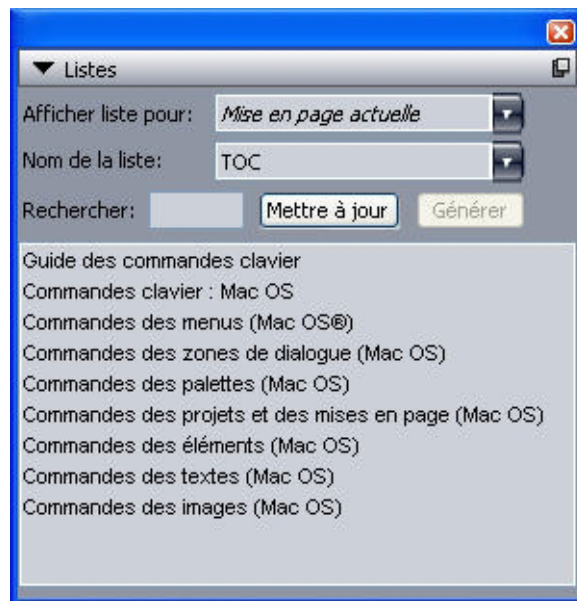 Listes
Afficher liste pour: Mise en page actuelle
Nom de la liste: TOC
Rechercher: Mettre à jour Générer
Guide des commandes clavier
Commandes clavier : Mac OS
Commandes des menus (Mac OS®)
Commandes des zones de dialogue (Mac OS)
Commandes des palettes (Mac OS)
Commandes des projets et des mises en page (Mac OS)
Commandes des éléments (Mac OS)
Commandes des textes (Mac OS)
Commandes des images (Mac OS)